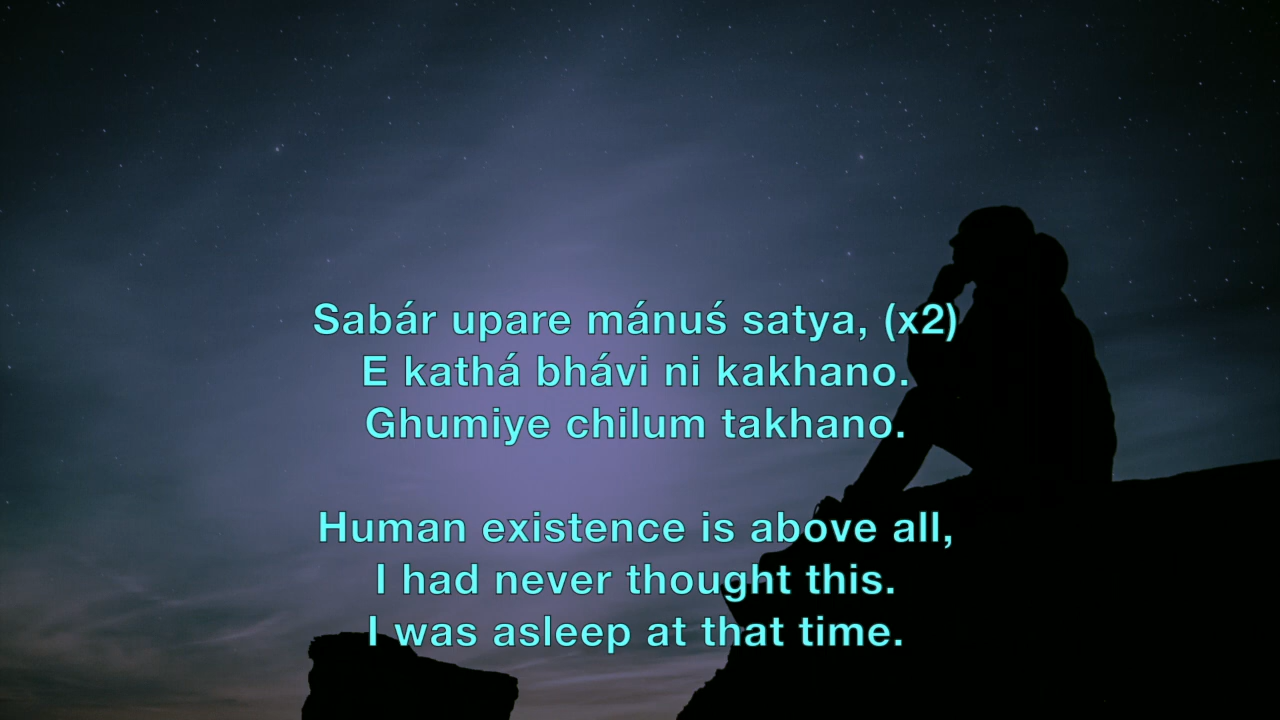 Sabár upare mánuś satya, (x2)
E kathá bhávi ni kakhano.
Ghumiye chilum takhano.
Human existence is above all,
I had never thought this.
I was asleep at that time.